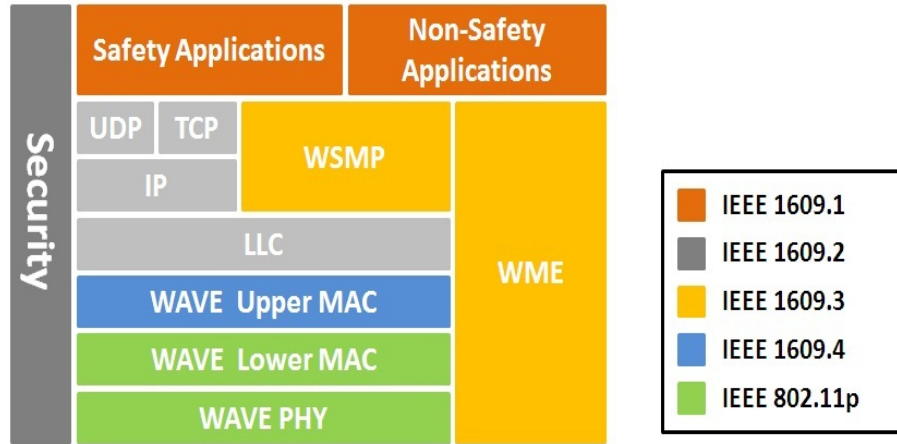 Security
Safety Applications
Non-Safety
Applications
UDP
TCP
WSMP
IP
LLC
WME
WAVE Upper MAC
WAVE Lower MAC
WAVE PHY
IEEE 1609.1
IEEE 1609.2
IEEE 1609.3
IEEE 1609.4
IEEE 802.11p